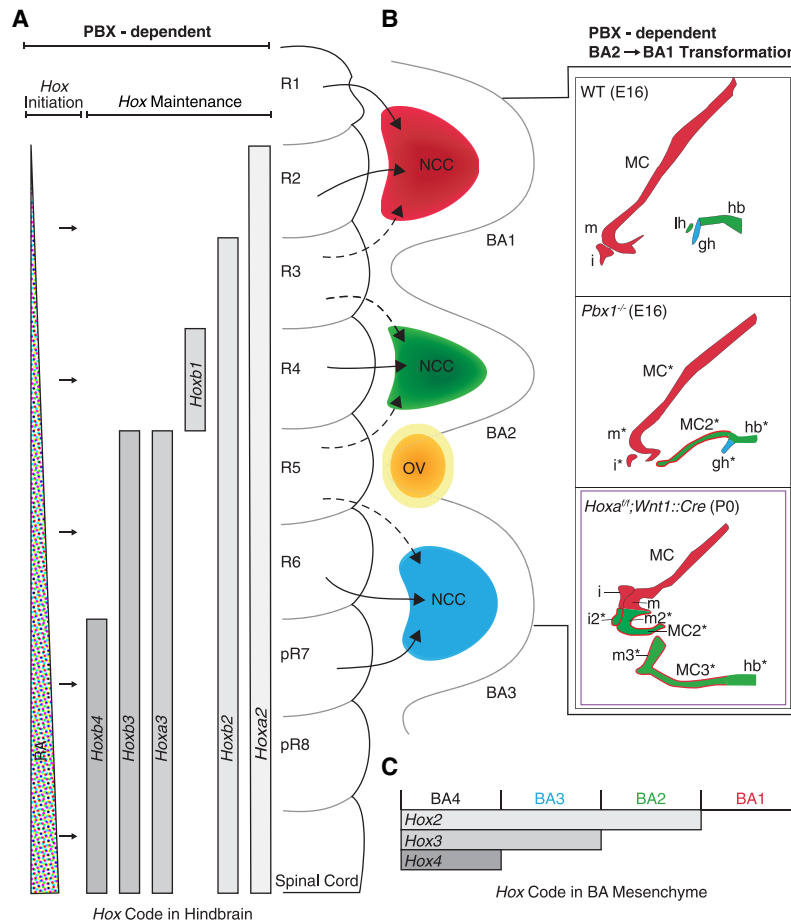 A
PBX - dependent
Hox
Initiation
Hox Maintenance
RA
Hoxb4
Hoxb3
Hoxa3
Hoxb1
Hoxb2
Hoxa2
R1
R2
R3
R4
R5
R6
pR7
pR8
Spinal Cord
Hox Code in Hindbrain
B
NCC
BA1
NCC
BA2
OV
NCC
BA3
PBX - dependent
BA2 → BA1 Transformation
WT (E16)
MC
m
i
lh
hb
gh
Pbx1-/- (E16)
MC*
m*
i*
MC2*
hb*
gh*
Hoxaf/f;Wnt1::Cre (P0)
MC
i
m
i2*
m2*
MC2*
m3*
MC3*
hb*
C
BA4 BA3 BA2 BA1
Hox2
Hox3
Hox4
Hox Code in BA Mesenchyme